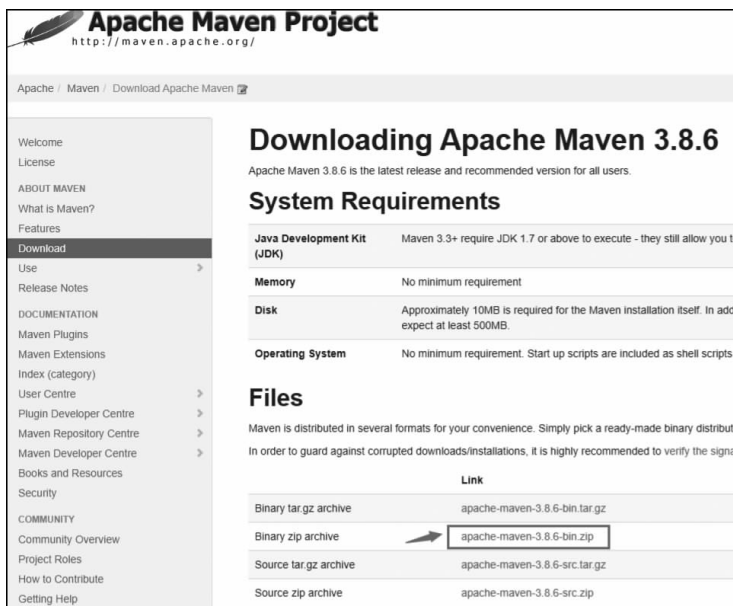 Apache Maven Project
http://maven.apache.org/
Apache / Maven / Download Apache Maven
Welcome
License
ABOUT MAVEN
What is Maven?
Features
Download
Use
Release Notes
DOCUMENTATION
Maven Plugins
Maven Extensions
Index (category)
User Centre
Plugin Developer Centre
Maven Repository Centre
Maven Developer Centre
Books and Resources
Security
COMMUNITY
Community Overview
Project Roles
How to Contribute
Getting Help
Downloading Apache Maven 3.8.6
Apache Maven 3.8.6 is the latest release and recommended version for all users.
System Requirements
Java Development Kit (JDK) Maven 3.3+ require JDK 1.7 or above to execute - they still allow you t
Memory No minimum requirement
Disk Approximately 10MB is required for the Maven installation itself. In add
expect at least 500MB.
Operating System No minimum requirement. Start up scripts are included as shell scripts
Files
Maven is distributed in several formats for your convenience. Simply pick a ready-made binary distribut
In order to guard against corrupted downloads/installations, it is highly recommended to verify the signa
Link
Binary tar.gz archive apache-maven-3.8.6-bin.tar.gz
Binary zip archive apache-maven-3.8.6-bin.zip
Source tar.gz archive apache-maven-3.8.6-src.tar.gz
Source zip archive apache-maven-3.8.6-src.zip